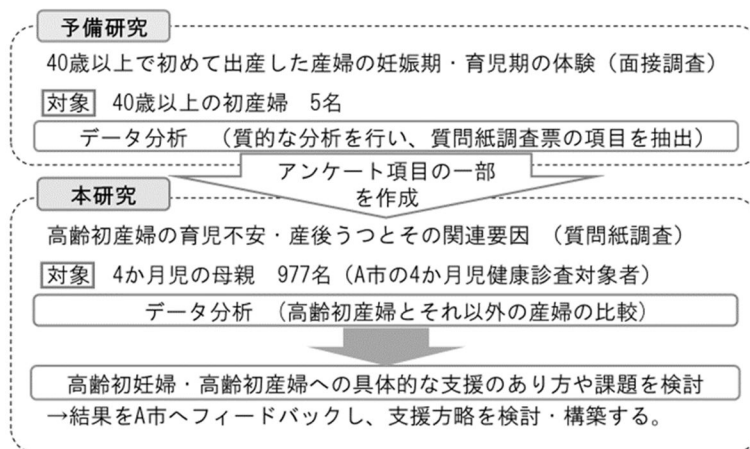 予備研究
40歳以上で初めて出産した産婦の妊娠期・育児期の体験（面接調査）
対象 40歳以上の初産婦 5名
データ分析 （質的な分析を行い、質問紙調査票の項目を抽出）
アンケート項目の一部
を作成
本研究
高齢初産婦の育児不安・産後うつとその関連要因 （質問紙調査）
対象 4か月児の母親 977名（A市の4か月児健康診査対象者）
データ分析 （高齢初産婦とそれ以外の産婦の比較）
高齢初妊婦・高齢初産婦への具体的な支援のあり方や課題を検討
→結果をA市へフィードバックし、支援方略を検討・構築する。